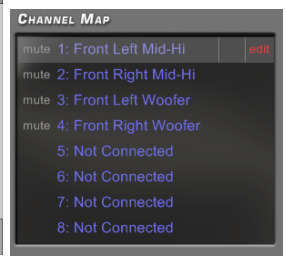 CHANNEL MAP
mute 1: Front Left Mid-Hi edit
mute 2: Front Right Mid-Hi
mute 3: Front Left Woofer
mute 4: Front Right Woofer
5: Not Connected
6: Not Connected
7: Not Connected
8: Not Connected